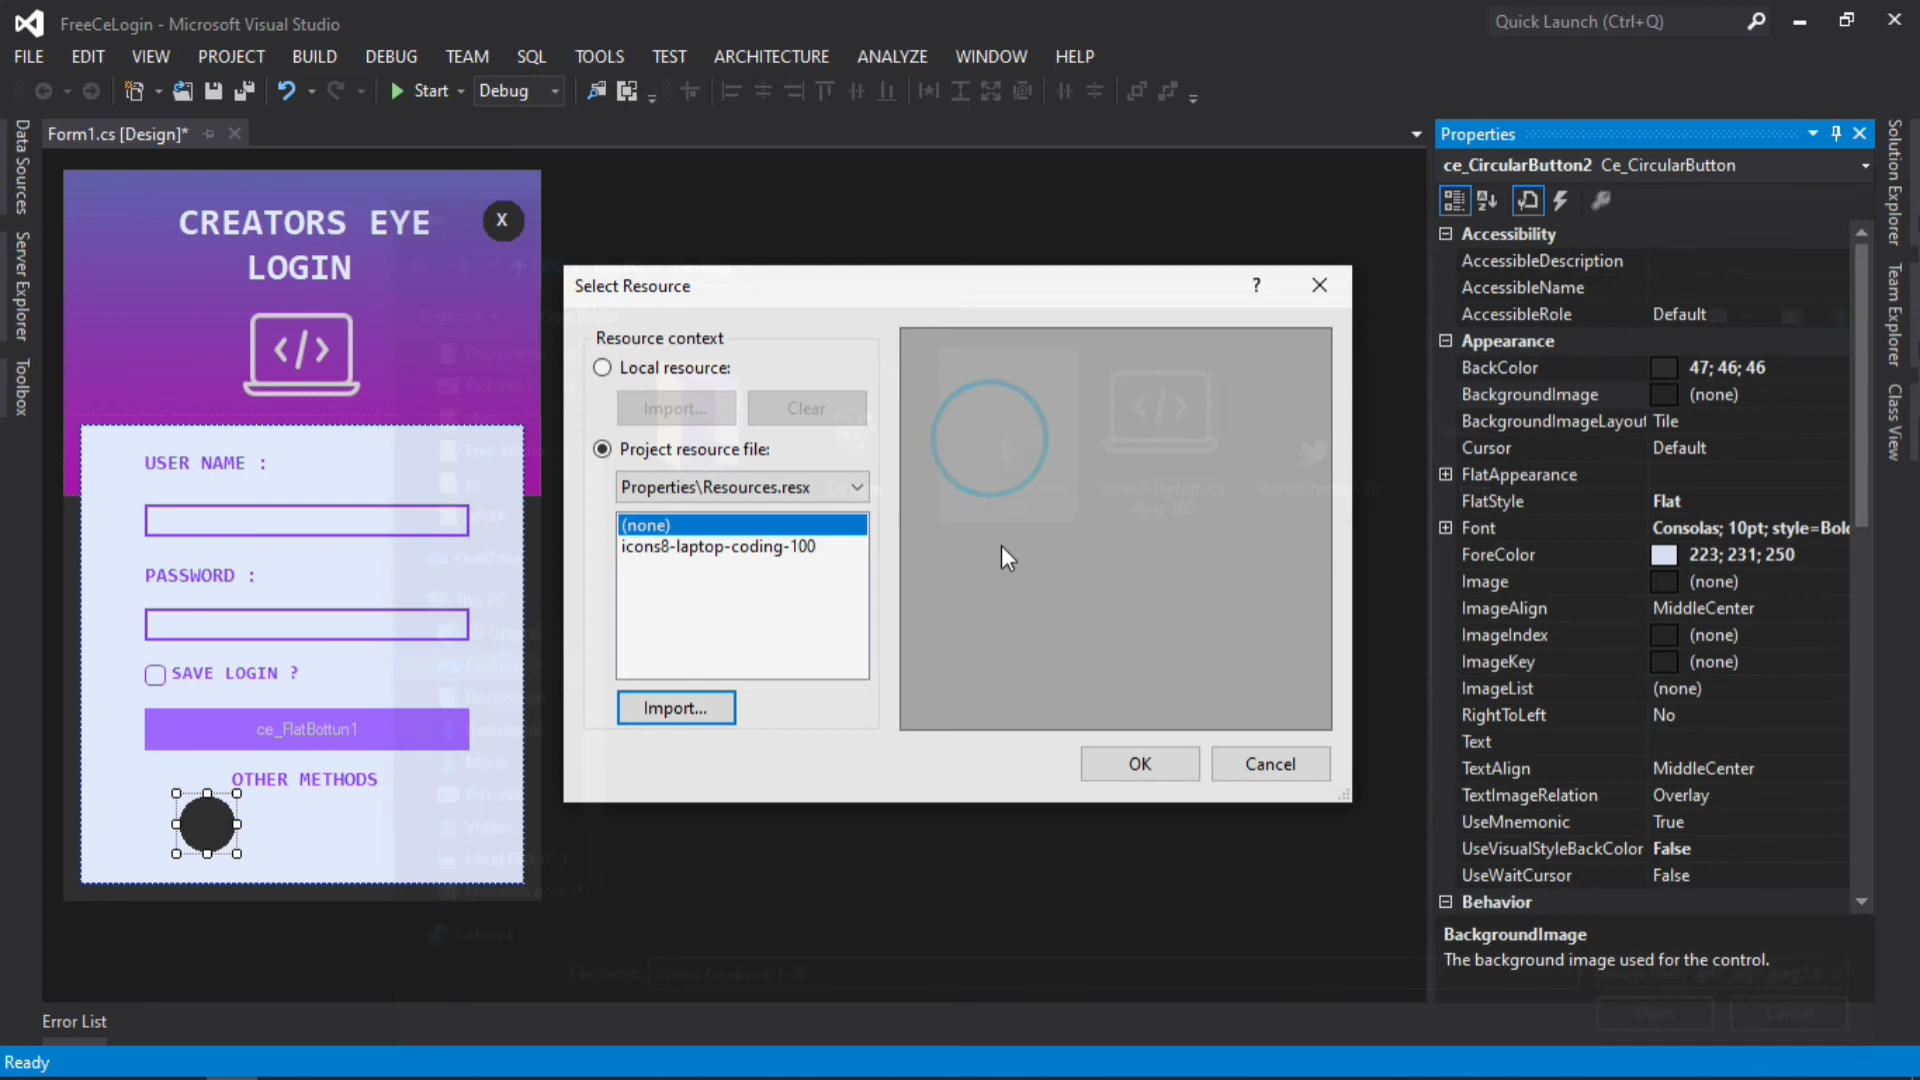 FreeCeLogin - Microsoft Visual Studio
Quick Launch (Ctrl+Q)
FILE EDIT VIEW PROJECT BUILD DEBUG TEAM SQL TOOLS TEST ARCHITECTURE ANALYZE WINDOW HELP
Start Debug
Data Sources
Server Explorer
Toolbox
Form1.cs [Design]*
CREATORS EYE
LOGIN
X
USER NAME :
PASSWORD :
SAVE LOGIN ?
ce_FlatBottun1
OTHER METHODS
Select Resource
?
Resource context
Local resource:
Import...
Clear
Project resource file:
Properties\Resources.resx
(none)
icons8-laptop-coding-100
Import...
OK
Cancel
Properties
ce_CircularButton2 Ce_CircularButton
Accessibility
AccessibleDescription
AccessibleName
AccessibleRole Default
Appearance
BackColor 47; 46; 46
BackgroundImage (none)
BackgroundImageLayout Tile
Cursor Default
FlatAppearance
FlatStyle Flat
Font Consolas; 10pt; style=Bold
ForeColor 223; 231; 250
Image (none)
ImageAlign MiddleCenter
ImageIndex (none)
ImageKey (none)
ImageList (none)
RightToLeft No
Text
TextAlign MiddleCenter
TextImageRelation Overlay
UseMnemonic True
UseVisualStyleBackColor False
UseWaitCursor False
Behavior
BackgroundImage
The background image used for the control.
Solution Explorer
Team Explorer
Class View
Error List
Ready